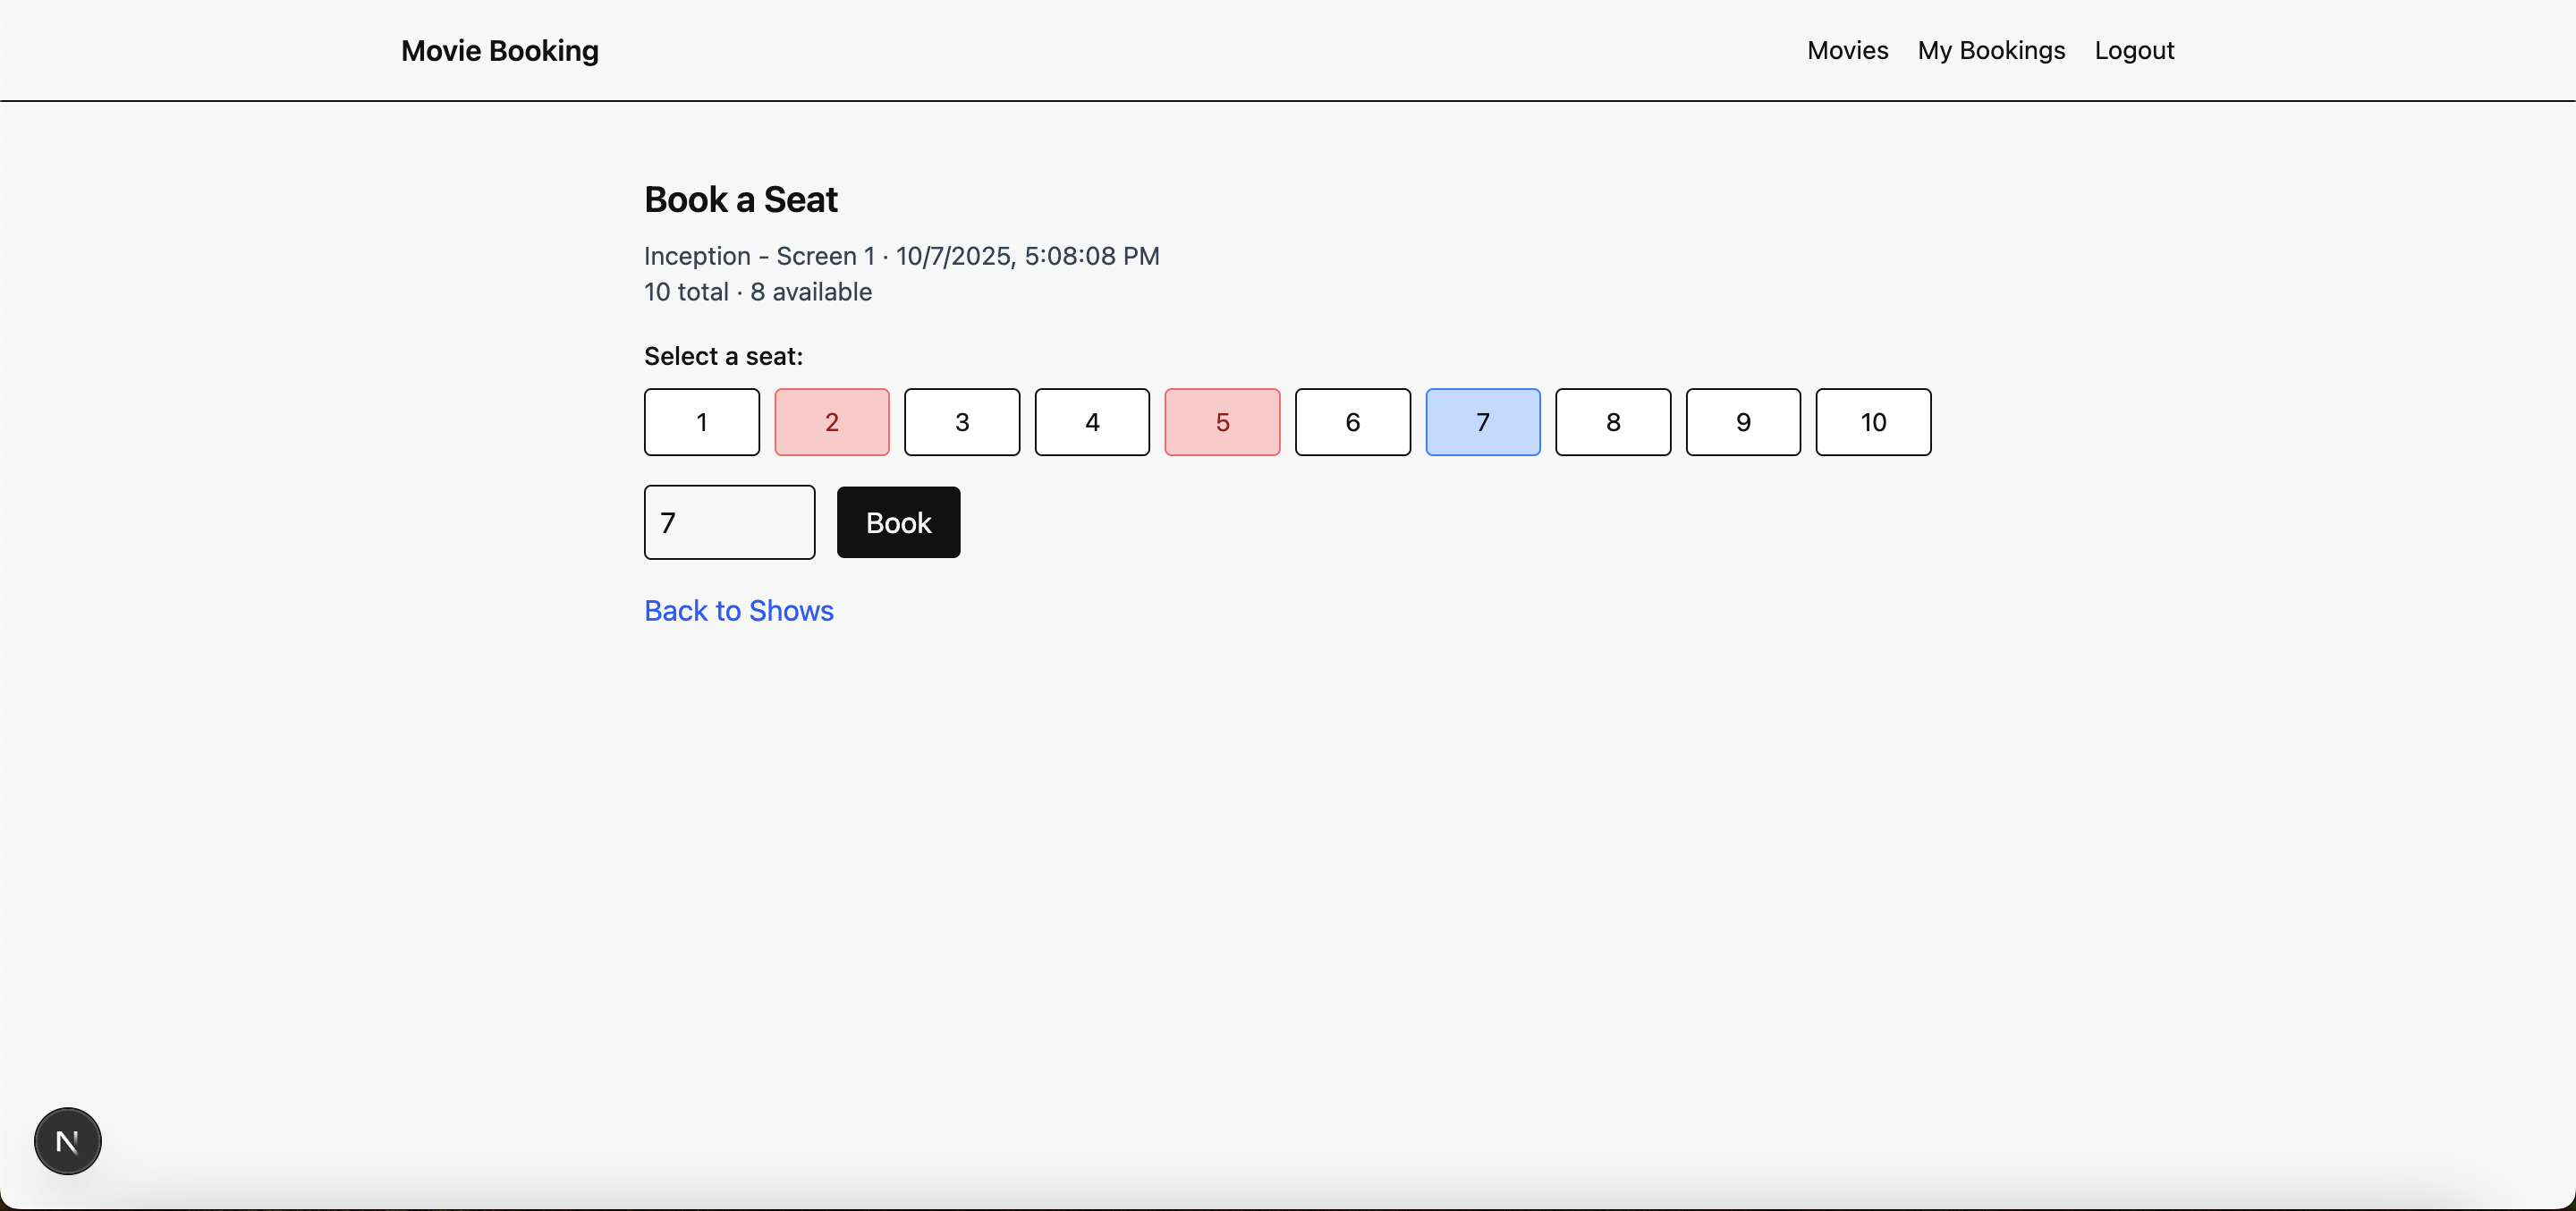 Movie Booking
Movies My Bookings Logout
Book a Seat
Inception - Screen 1 · 10/7/2025, 5:08:08 PM
10 total · 8 available
Select a seat:
1 2 3 4 5 6 7 8 9 10
7 Book
Back to Shows
N